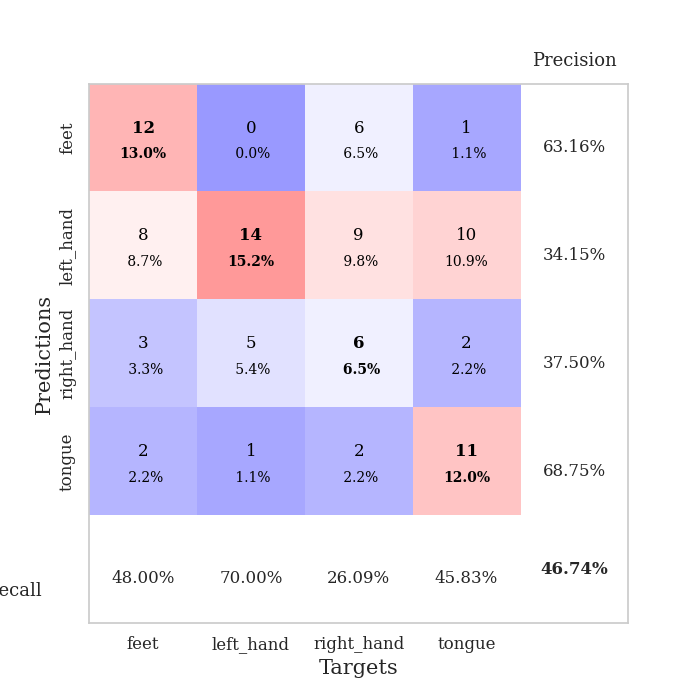 Precision
feet
12 0 6 1
13.0% 0.0% 6.5% 1.1%
63.16%
left_hand
8 14 9 10
8.7% 15.2% 9.8% 10.9%
34.15%
Predictions
right_hand
3 5 6 2
3.3% 5.4% 6.5% 2.2%
37.50%
tongue
2 1 2 11
2.2% 1.1% 2.2% 12.0%
68.75%
ecall
48.00% 70.00% 26.09% 45.83% 46.74%
feet left_hand right_hand tongue
Targets